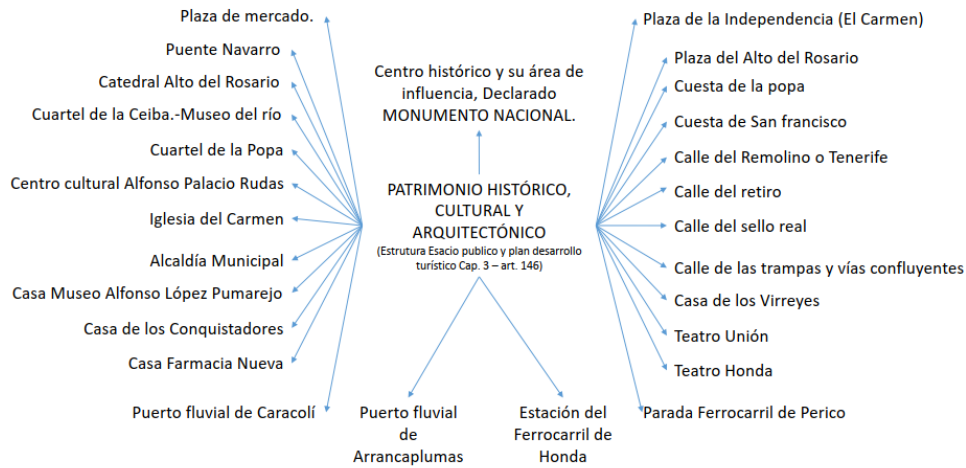 Plaza de mercado.
Puente Navarro
Catedral Alto del Rosario
Cuartel de la Ceiba.-Museo del río
Cuartel de la Popa
Centro cultural Alfonso Palacio Rudas
Iglesia del Carmen
Alcaldía Municipal
Casa Museo Alfonso López Pumarejo
Casa de los Conquistadores
Casa Farmacia Nueva
Puerto fluvial de Caracolí
Centro histórico y su área de
influencia, Declarado
MONUMENTO NACIONAL.
PATRIMONIO HISTÓRICO,
CULTURAL Y
ARQUITECTÓNICO
(Estrutura Esacio publico y plan desarrollo
turístico Cap. 3 – art. 146)
Puerto fluvial
de
Arrancaplumas
Estación del
Ferrocarril de
Honda
Plaza de la Independencia (El Carmen)
Plaza del Alto del Rosario
Cuesta de la popa
Cuesta de San francisco
Calle del Remolino o Tenerife
Calle del retiro
Calle del sello real
Calle de las trampas y vías confluyentes
Casa de los Virreyes
Teatro Unión
Teatro Honda
Parada Ferrocarril de Perico